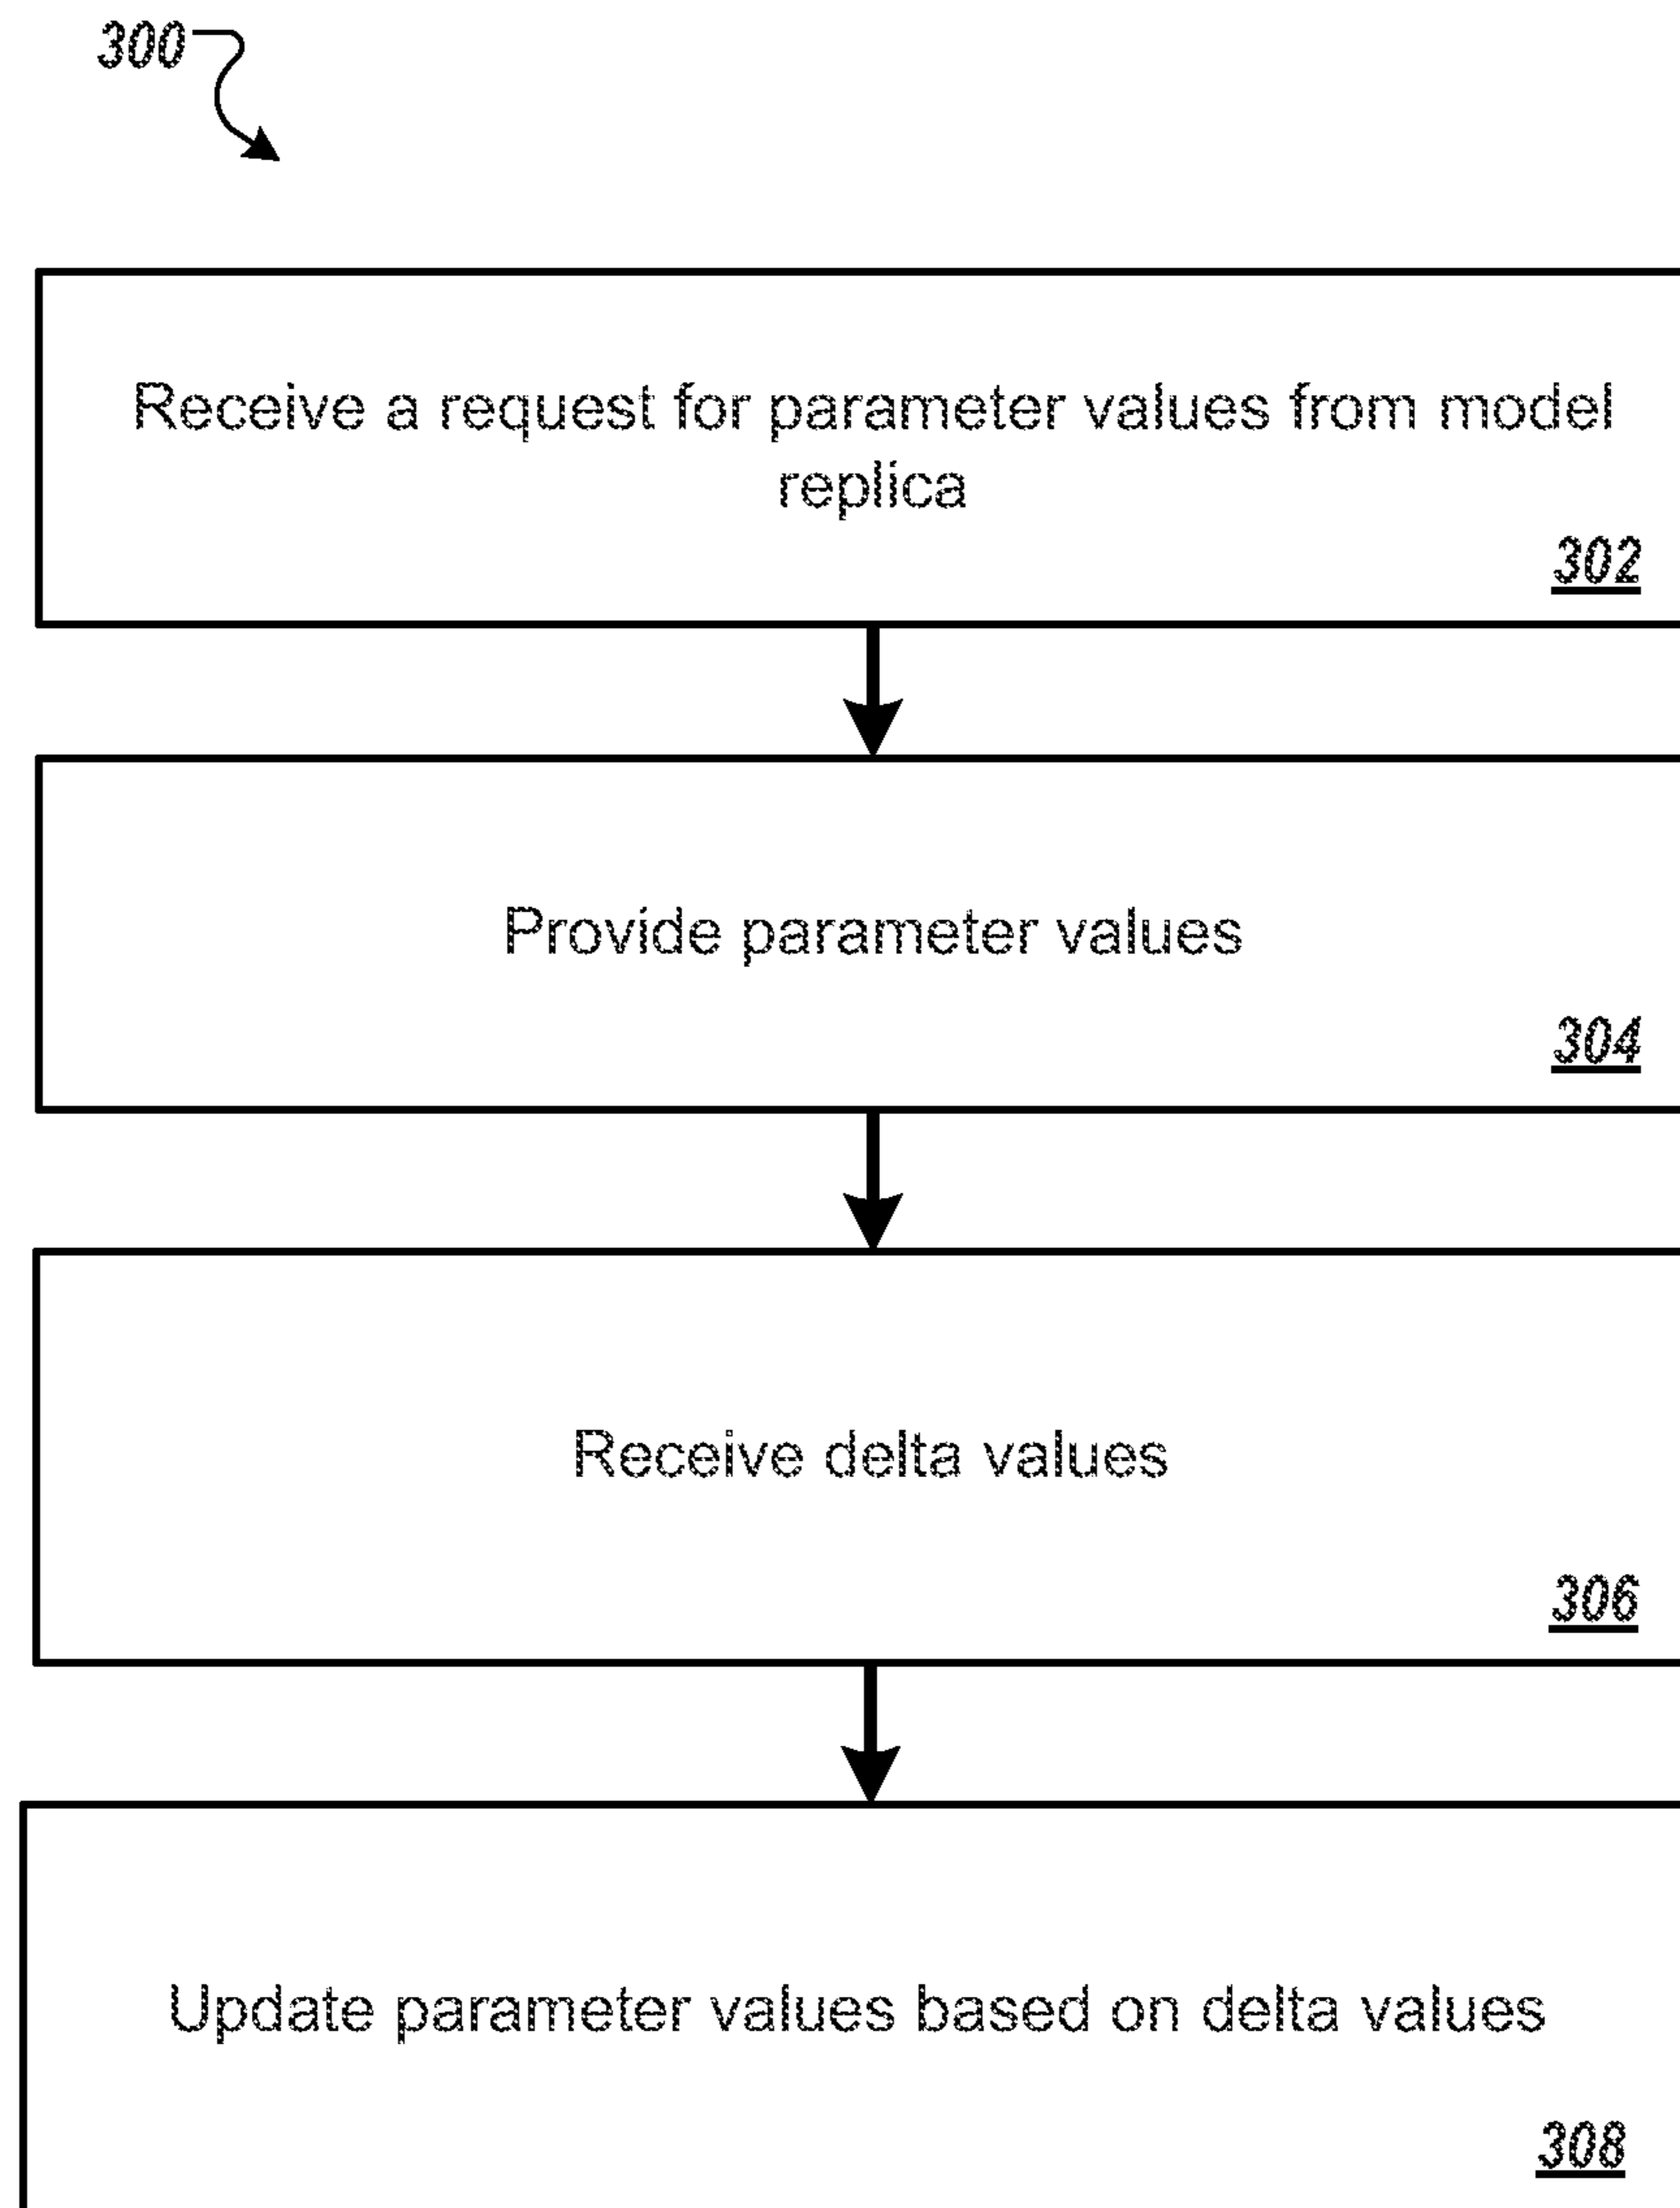 300
Receive a request for parameter values from model
replica
302
Provide parameter values
304
Receive delta values
306
Update parameter values based on delta values
308